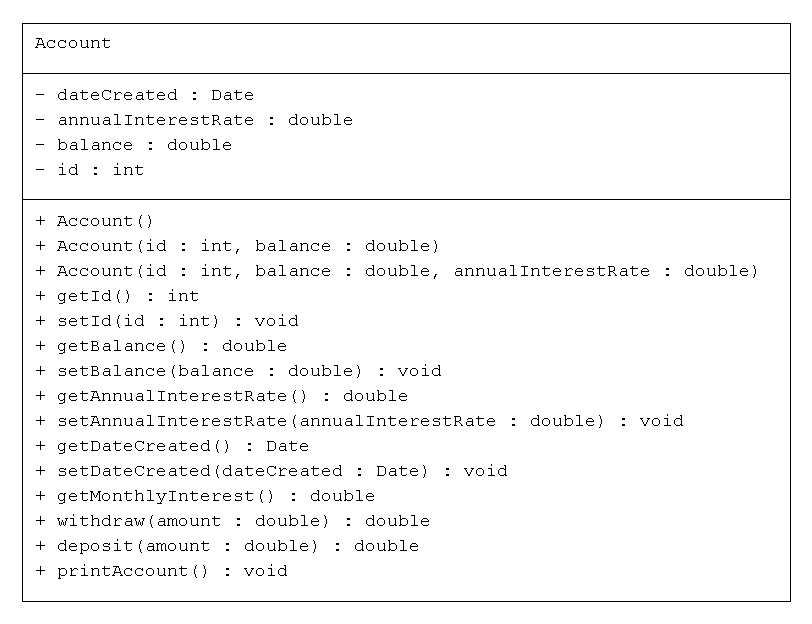 Account
- dateCreated : Date
- annualInterestRate : double
- balance : double
- id : int
+ Account()
+ Account(id : int, balance : double)
+ Account(id : int, balance : double, annualInterestRate : double)
+ getId() : int
+ setId(id : int) : void
+ getBalance() : double
+ setBalance(balance : double) : void
+ getAnnualInterestRate() : double
+ setAnnualInterestRate(annualInterestRate : double) : void
+ getDateCreated() : Date
+ setDateCreated(dateCreated : Date) : void
+ getMonthlyInterest() : double
+ withdraw(amount : double) : double
+ deposit(amount : double) : double
+ printAccount() : void